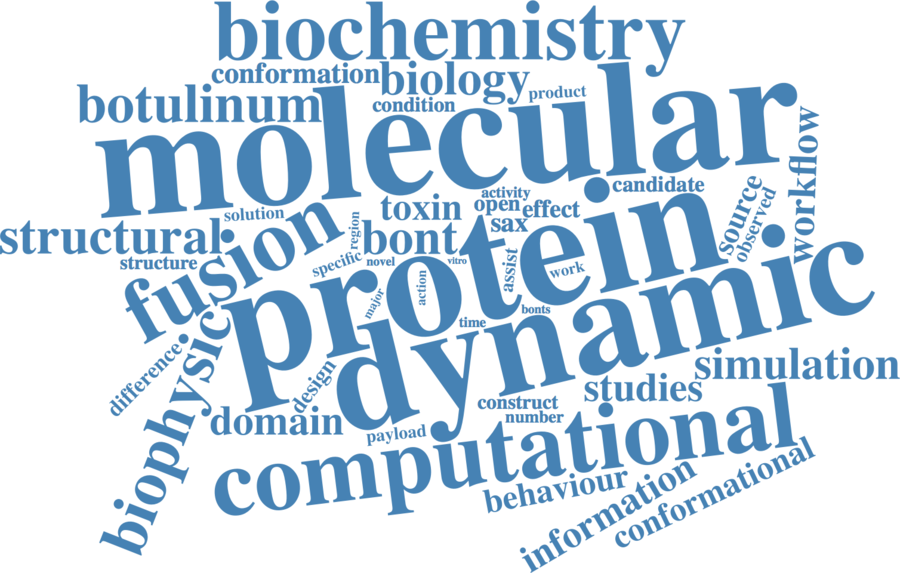 biochemistry
conformation
biology
botulinum
condition
product
molecular
workflow
candidate
activity
solution
toxin
open
effect
source
observed
structural
fusion
region
bont
sax
protein
structure
specific
novel
vitro
assist
work
action
major
dynamic
time
bonts
difference
biophysic
design
simulation
studies
domain
construct
number
payload
computational
behaviour
information
conformational